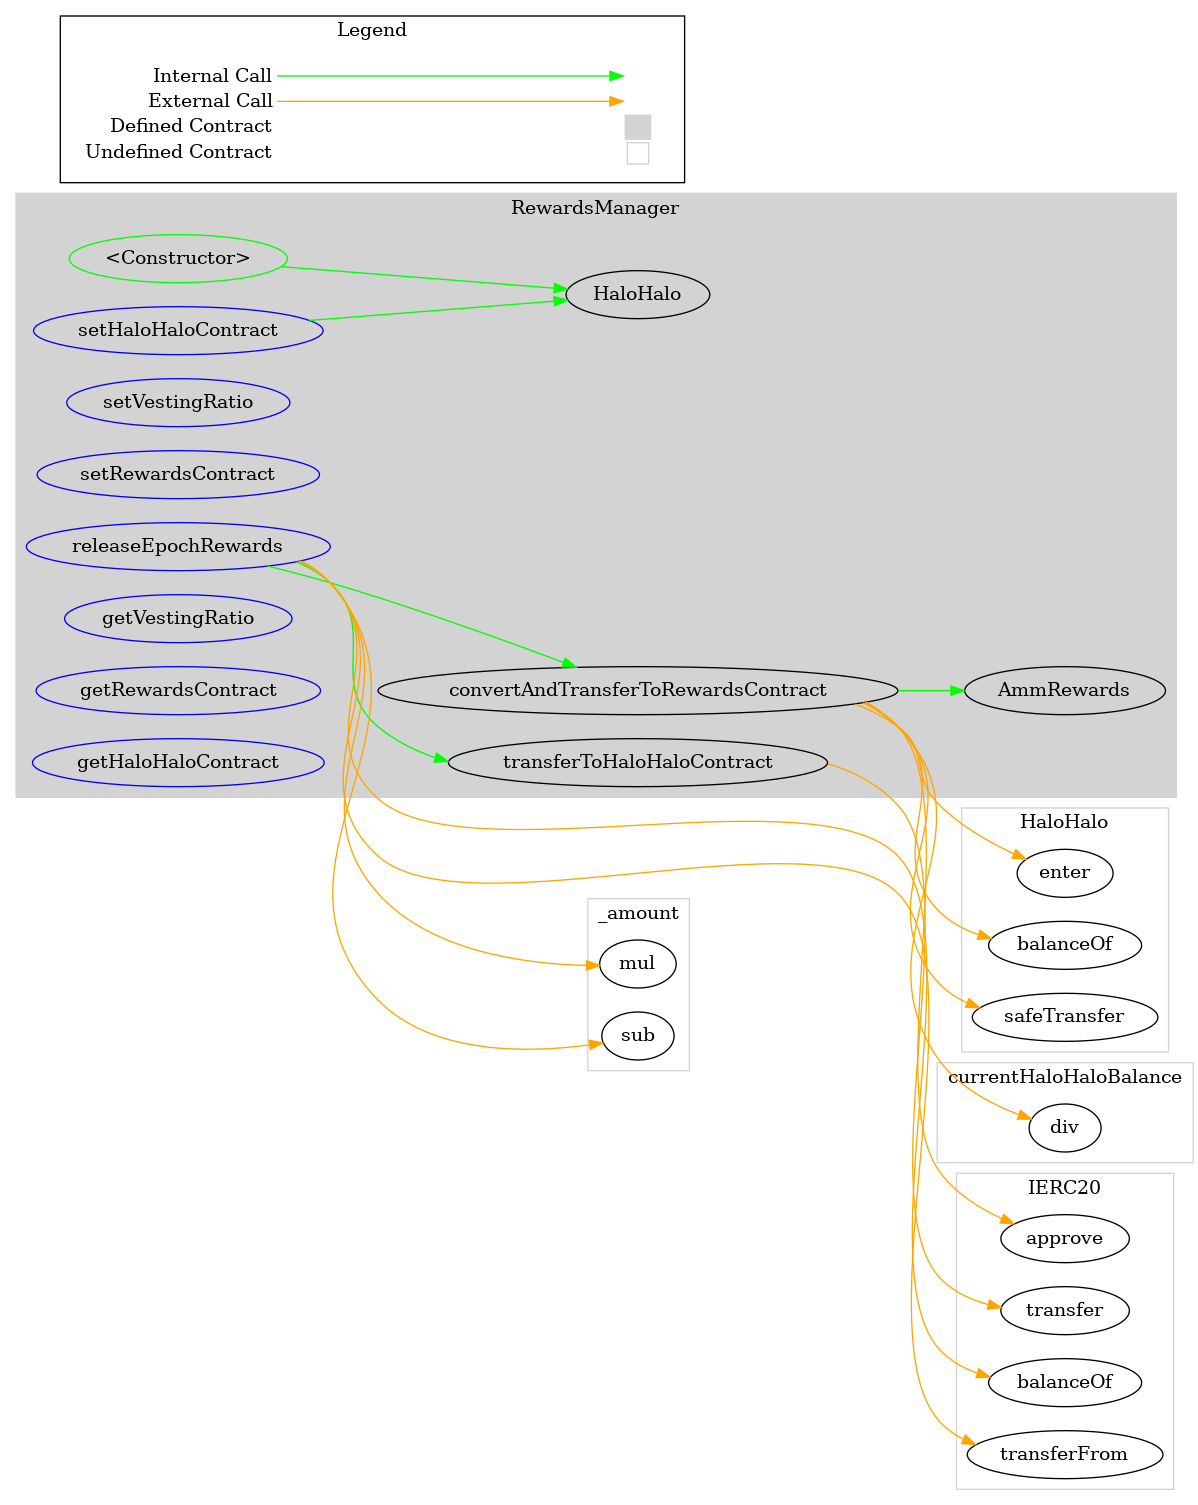 Legend
Internal Call
External Call
Defined Contract
Undefined Contract
RewardsManager
<Constructor>
HaloHalo
setHaloHaloContract
setVestingRatio
setRewardsContract
releaseEpochRewards
getVestingRatio
getRewardsContract
convertAndTransferToRewardsContract
AmmRewards
getHaloHaloContract
transferToHaloHaloContract
HaloHalo
enter
balanceOf
safeTransfer
_amount
mul
sub
currentHaloHaloBalance
div
IERC20
approve
transfer
balanceOf
transferFrom